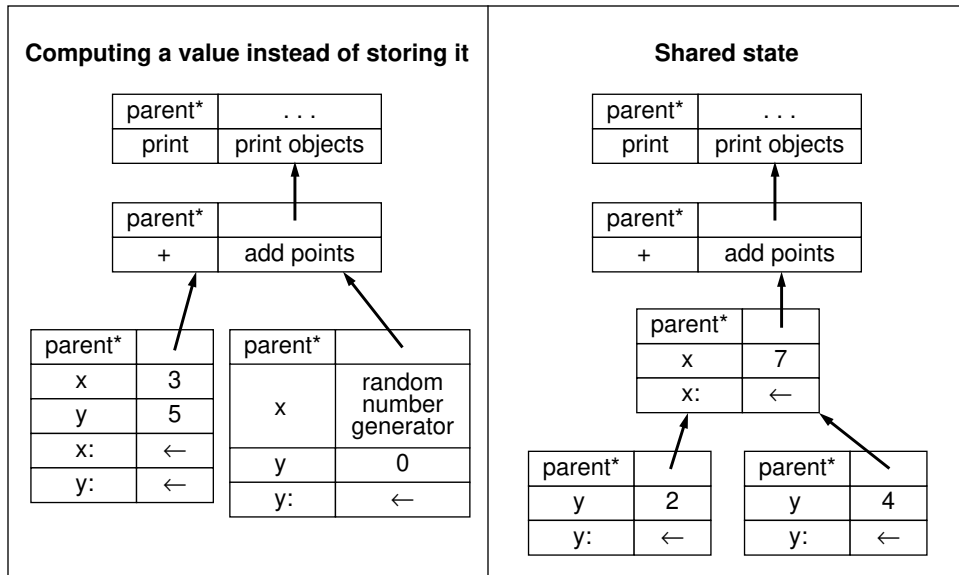 Computing a value instead of storing it
parent* . . .
print print objects
parent*
+ add points
parent*
x 3
y 5
x: ←
y: ←
parent*
x random
number
generator
y 0
y: ←
Shared state
parent* . . .
print print objects
parent*
+ add points
parent*
x 7
x: ←
parent*
y 2
y: ←
parent*
y 4
y: ←